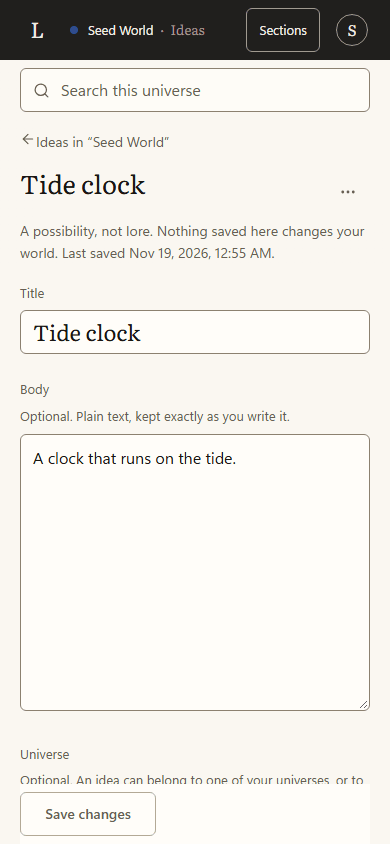 L
Seed World · Ideas
Sections
S
Search this universe
Ideas in “Seed World”
Tide clock
A possibility, not lore. Nothing saved here changes your
world. Last saved Nov 19, 2026, 12:55 AM.
Title
Tide clock
Body
Optional. Plain text, kept exactly as you write it.
A clock that runs on the tide.
Universe
Optional. An idea can belong to one of your universes, or to
Save changes